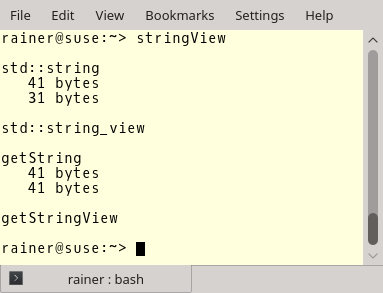 File Edit View Bookmarks Settings Help
rainer@suse:~> stringView
std::string
41 bytes
31 bytes
std::string_view
getString
41 bytes
41 bytes
getStringView
rainer@suse:~>
rainer : bash